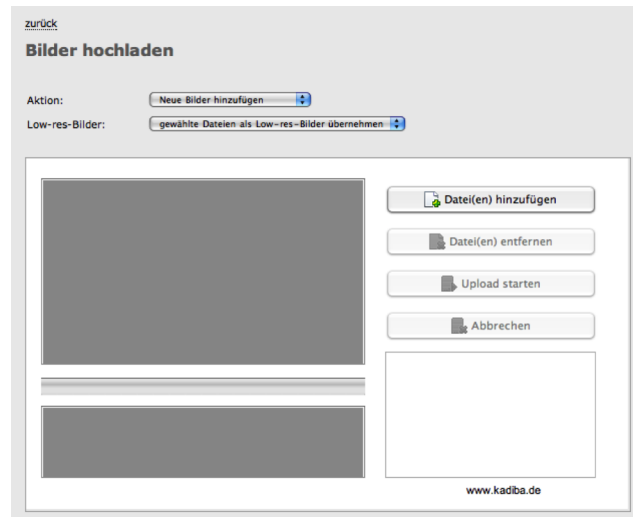 zurück
Bilder hochladen
Aktion: Neue Bilder hinzufügen
Low-res-Bilder: gewählte Dateien als Low-res-Bilder übernehmen
Datei(en) hinzufügen
Datei(en) entfernen
Upload starten
Abbrechen
www.kadiba.de